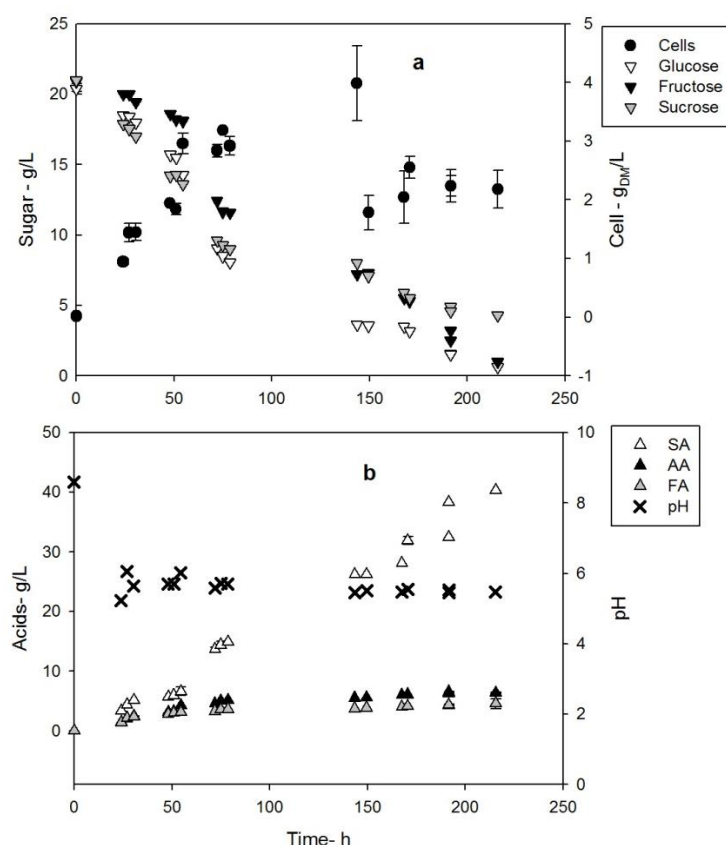 a
Cells
Glucose
Fructose
Sucrose
Sugar - g/L
25
20
15
10
5
0
Cell - gDM/L
5
4
3
2
1
0
-1
0 50 100 150 200 250
b
SA
AA
FA
pH
Acids- g/L
50
40
30
20
10
0
pH
10
8
6
4
2
0
0 50 100 150 200 250
Time- h